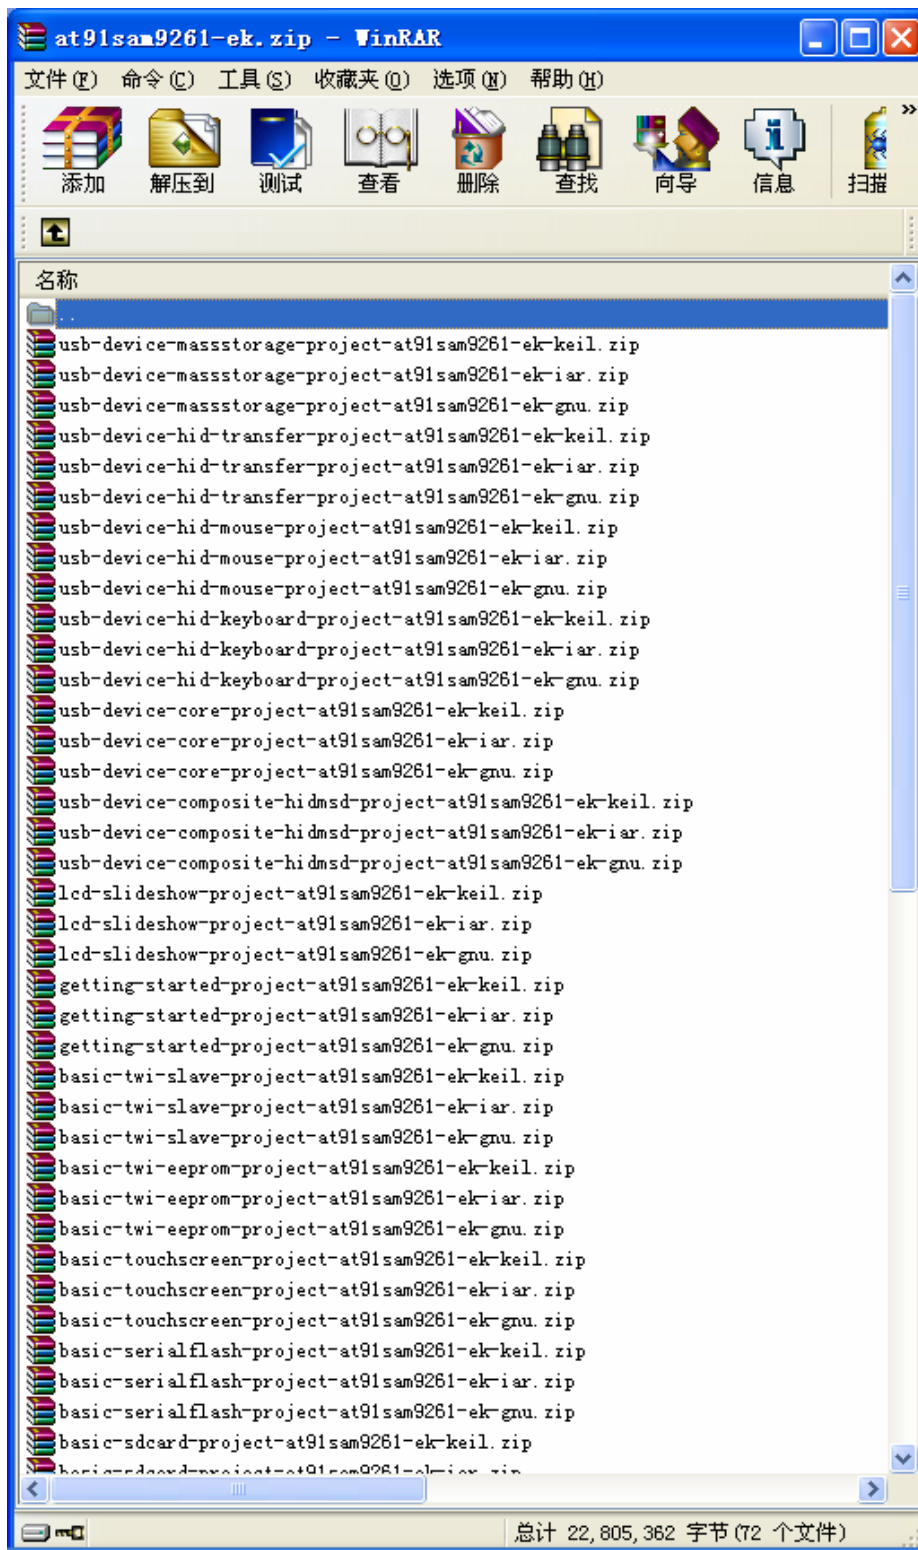 at91sam9261-ek.zip - WinRAR
文件(F) 命令(C) 工具(S) 收藏夹(O) 选项(N) 帮助(H)
添加 解压到 测试 查看 删除 查找 向导 信息 扫描
名称
..
usb-device-massstorage-project-at91sam9261-ek-keil.zip
usb-device-massstorage-project-at91sam9261-ek-iar.zip
usb-device-massstorage-project-at91sam9261-ek-gnu.zip
usb-device-hid-transfer-project-at91sam9261-ek-keil.zip
usb-device-hid-transfer-project-at91sam9261-ek-iar.zip
usb-device-hid-transfer-project-at91sam9261-ek-gnu.zip
usb-device-hid-mouse-project-at91sam9261-ek-keil.zip
usb-device-hid-mouse-project-at91sam9261-ek-iar.zip
usb-device-hid-mouse-project-at91sam9261-ek-gnu.zip
usb-device-hid-keyboard-project-at91sam9261-ek-keil.zip
usb-device-hid-keyboard-project-at91sam9261-ek-iar.zip
usb-device-hid-keyboard-project-at91sam9261-ek-gnu.zip
usb-device-core-project-at91sam9261-ek-keil.zip
usb-device-core-project-at91sam9261-ek-iar.zip
usb-device-core-project-at91sam9261-ek-gnu.zip
usb-device-composite-hidmsd-project-at91sam9261-ek-keil.zip
usb-device-composite-hidmsd-project-at91sam9261-ek-iar.zip
usb-device-composite-hidmsd-project-at91sam9261-ek-gnu.zip
lcd-slideshow-project-at91sam9261-ek-keil.zip
lcd-slideshow-project-at91sam9261-ek-iar.zip
lcd-slideshow-project-at91sam9261-ek-gnu.zip
getting-started-project-at91sam9261-ek-keil.zip
getting-started-project-at91sam9261-ek-iar.zip
getting-started-project-at91sam9261-ek-gnu.zip
basic-twi-slave-project-at91sam9261-ek-keil.zip
basic-twi-slave-project-at91sam9261-ek-iar.zip
basic-twi-slave-project-at91sam9261-ek-gnu.zip
basic-twi-eeprom-project-at91sam9261-ek-keil.zip
basic-twi-eeprom-project-at91sam9261-ek-iar.zip
basic-twi-eeprom-project-at91sam9261-ek-gnu.zip
basic-touchscreen-project-at91sam9261-ek-keil.zip
basic-touchscreen-project-at91sam9261-ek-iar.zip
basic-touchscreen-project-at91sam9261-ek-gnu.zip
basic-serialflash-project-at91sam9261-ek-keil.zip
basic-serialflash-project-at91sam9261-ek-iar.zip
basic-serialflash-project-at91sam9261-ek-gnu.zip
basic-sdcard-project-at91sam9261-ek-keil.zip
basic-sdcard-project-at91sam9261-ek-iar.zip
总计 22,805,362 字节(72 个文件)